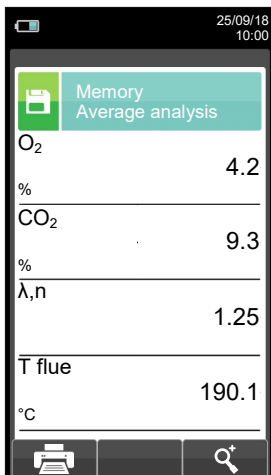 25/09/18
10:00
Memory
Average analysis
O₂
4.2
%
CO₂
9.3
%
λ,n
1.25
T flue
190.1
°C